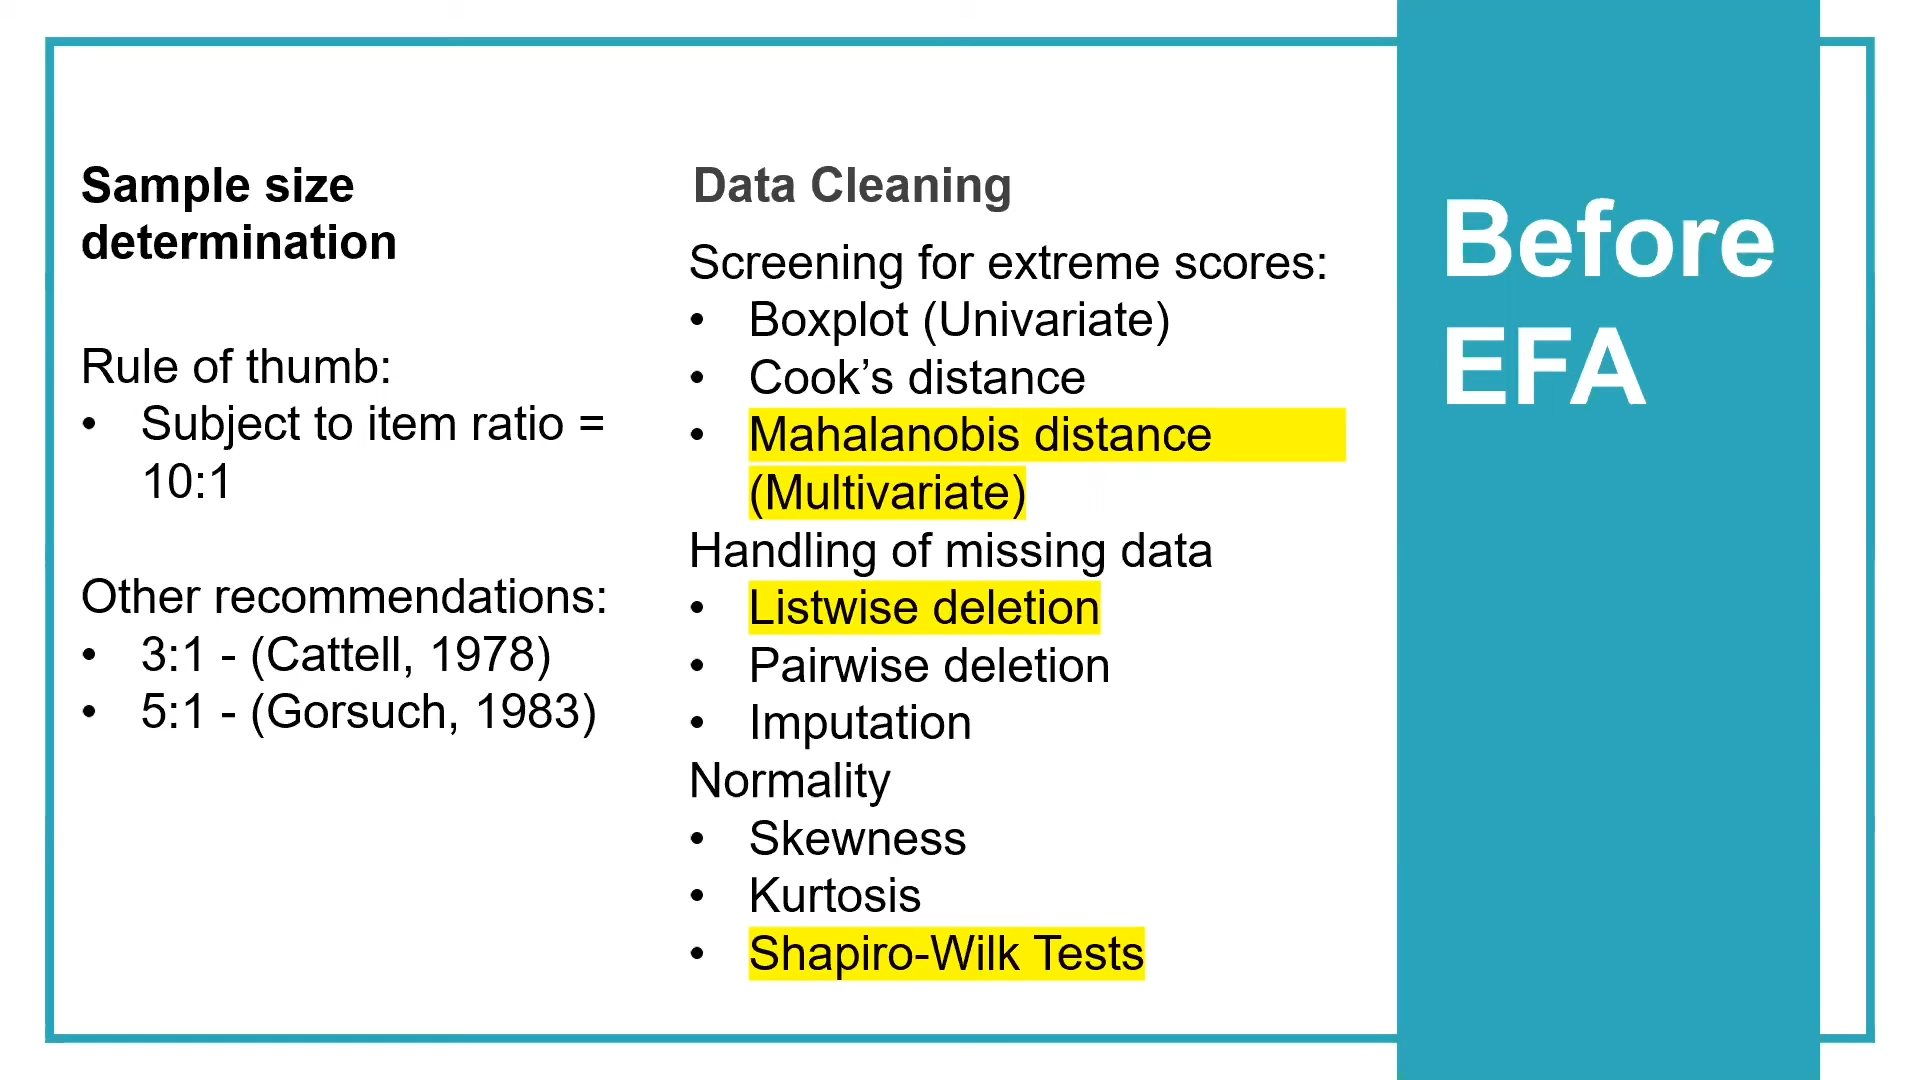 Sample size
determination
Rule of thumb:
• Subject to item ratio =
10:1
Other recommendations:
• 3:1 - (Cattell, 1978)
• 5:1 - (Gorsuch, 1983)
Data Cleaning
Screening for extreme scores:
• Boxplot (Univariate)
• Cook’s distance
• Mahalanobis distance
(Multivariate)
Handling of missing data
• Listwise deletion
• Pairwise deletion
• Imputation
Normality
• Skewness
• Kurtosis
• Shapiro-Wilk Tests
Before
EFA